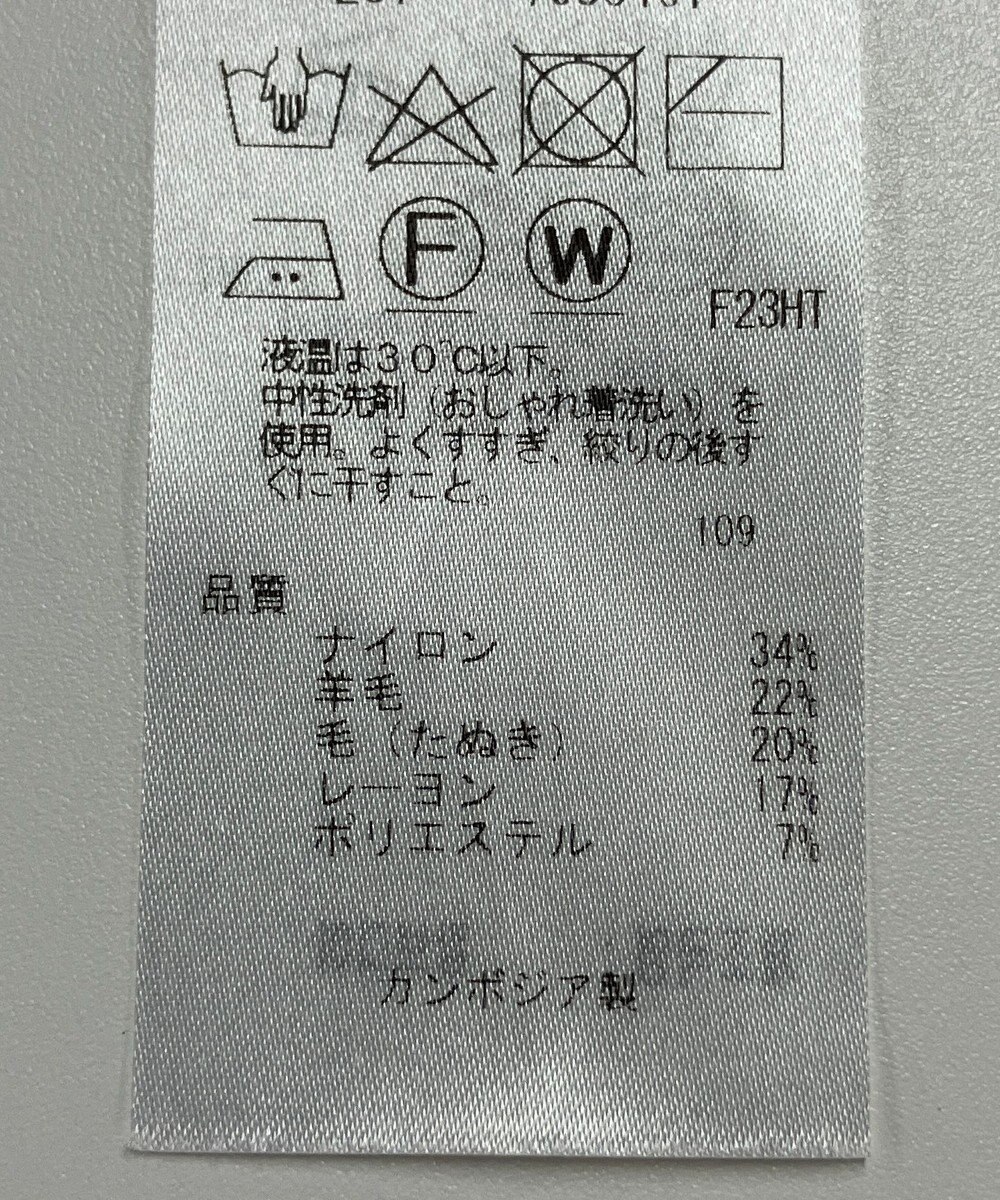 F
W
F23HT
液温は30℃以下。
中性洗剤(おしゃれ着洗い)を
使用。よくすすぎ、絞りの後す
ぐに干すこと。
109
品質
ナイロン 34%
羊毛 22%
毛(たぬき) 20%
レーヨン 17%
ポリエステル 7%
カンボジア製